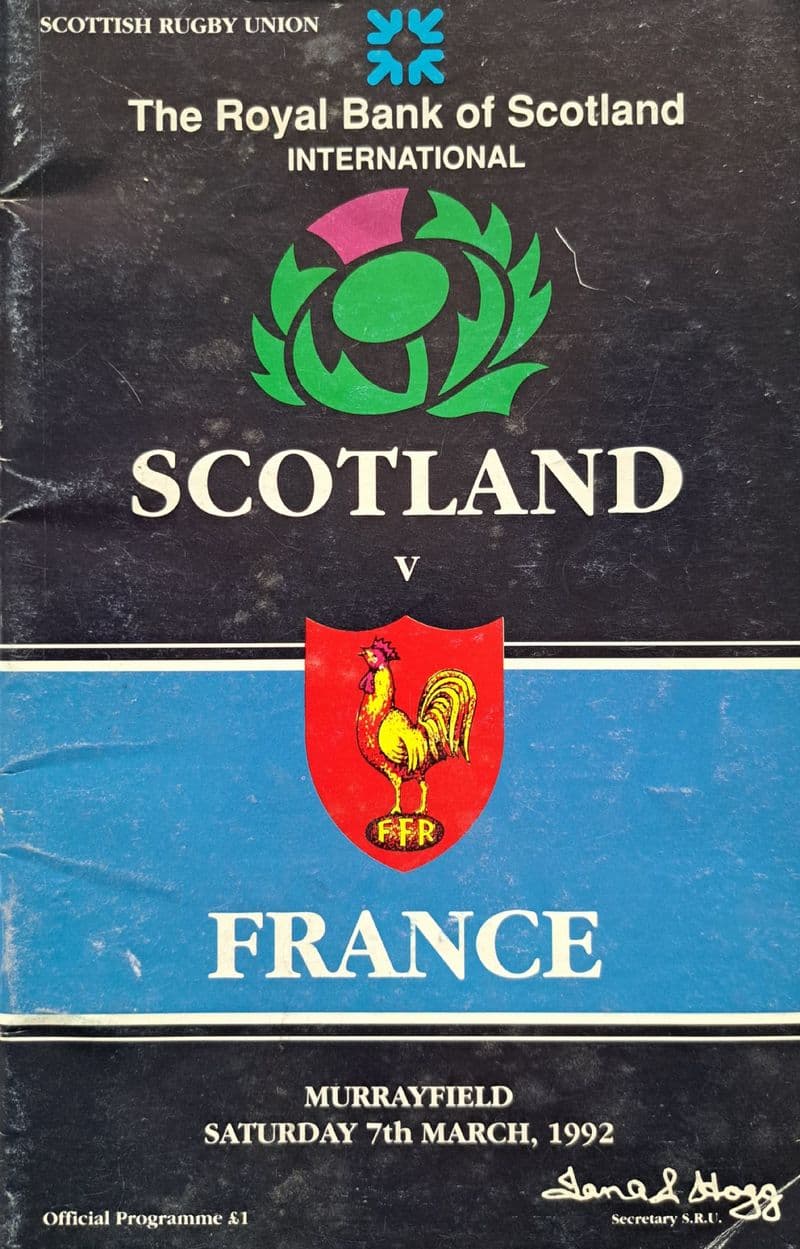 SCOTTISH RUGBY UNION
The Royal Bank of Scotland
INTERNATIONAL
SCOTLAND
V
FFR
FRANCE
MURRAYFIELD
SATURDAY 7th MARCH, 1992
Official Programme £1
Secretary S.R.U.